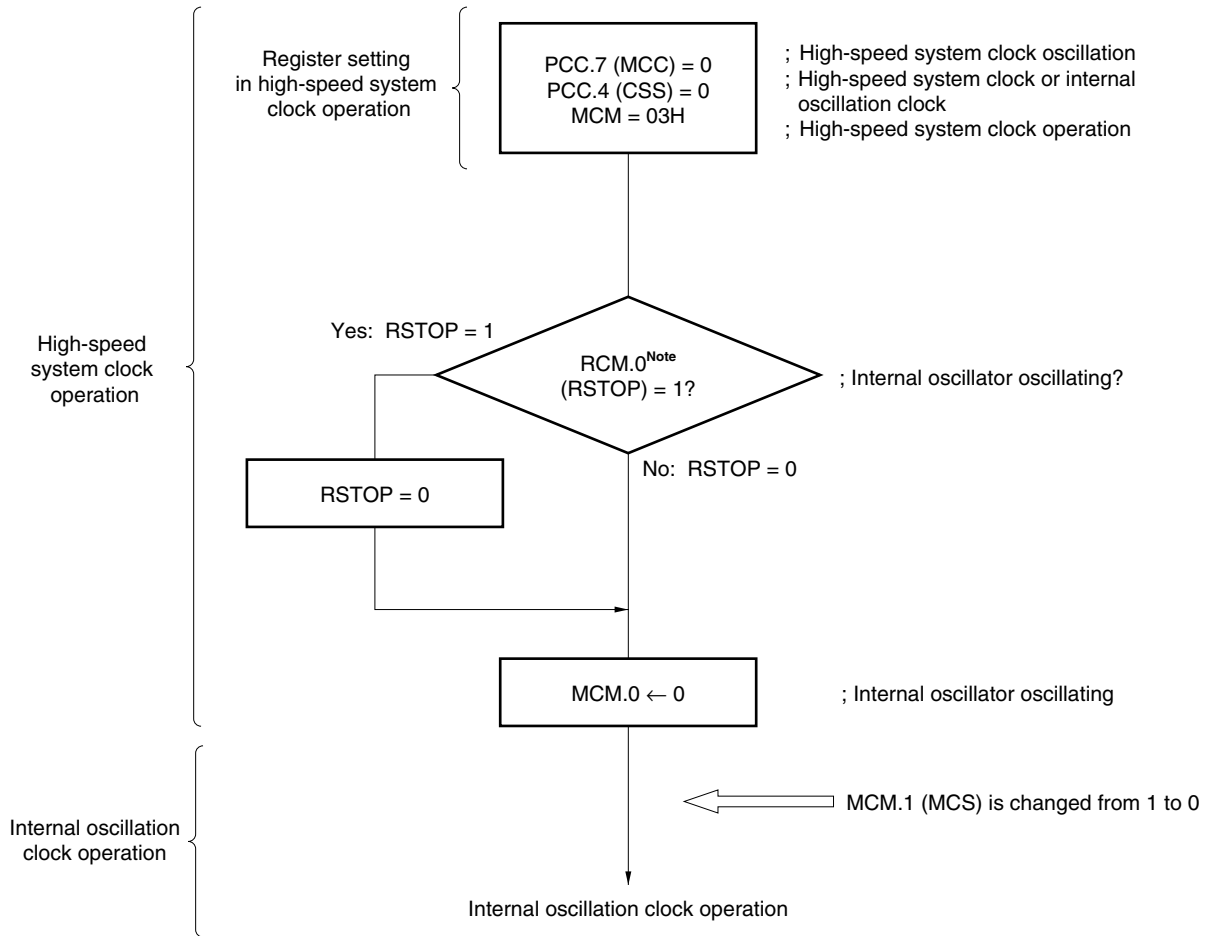 Register setting
in high-speed system
clock operation
PCC.7 (MCC) = 0
PCC.4 (CSS) = 0
MCM = 03H
; High-speed system clock oscillation
; High-speed system clock or internal
oscillation clock
; High-speed system clock operation
High-speed
system clock
operation
Yes: RSTOP = 1
RCM.0Note
(RSTOP) = 1?
; Internal oscillator oscillating?
No: RSTOP = 0
RSTOP = 0
MCM.0 ← 0
; Internal oscillator oscillating
MCM.1 (MCS) is changed from 1 to 0
Internal oscillation
clock operation
Internal oscillation clock operation